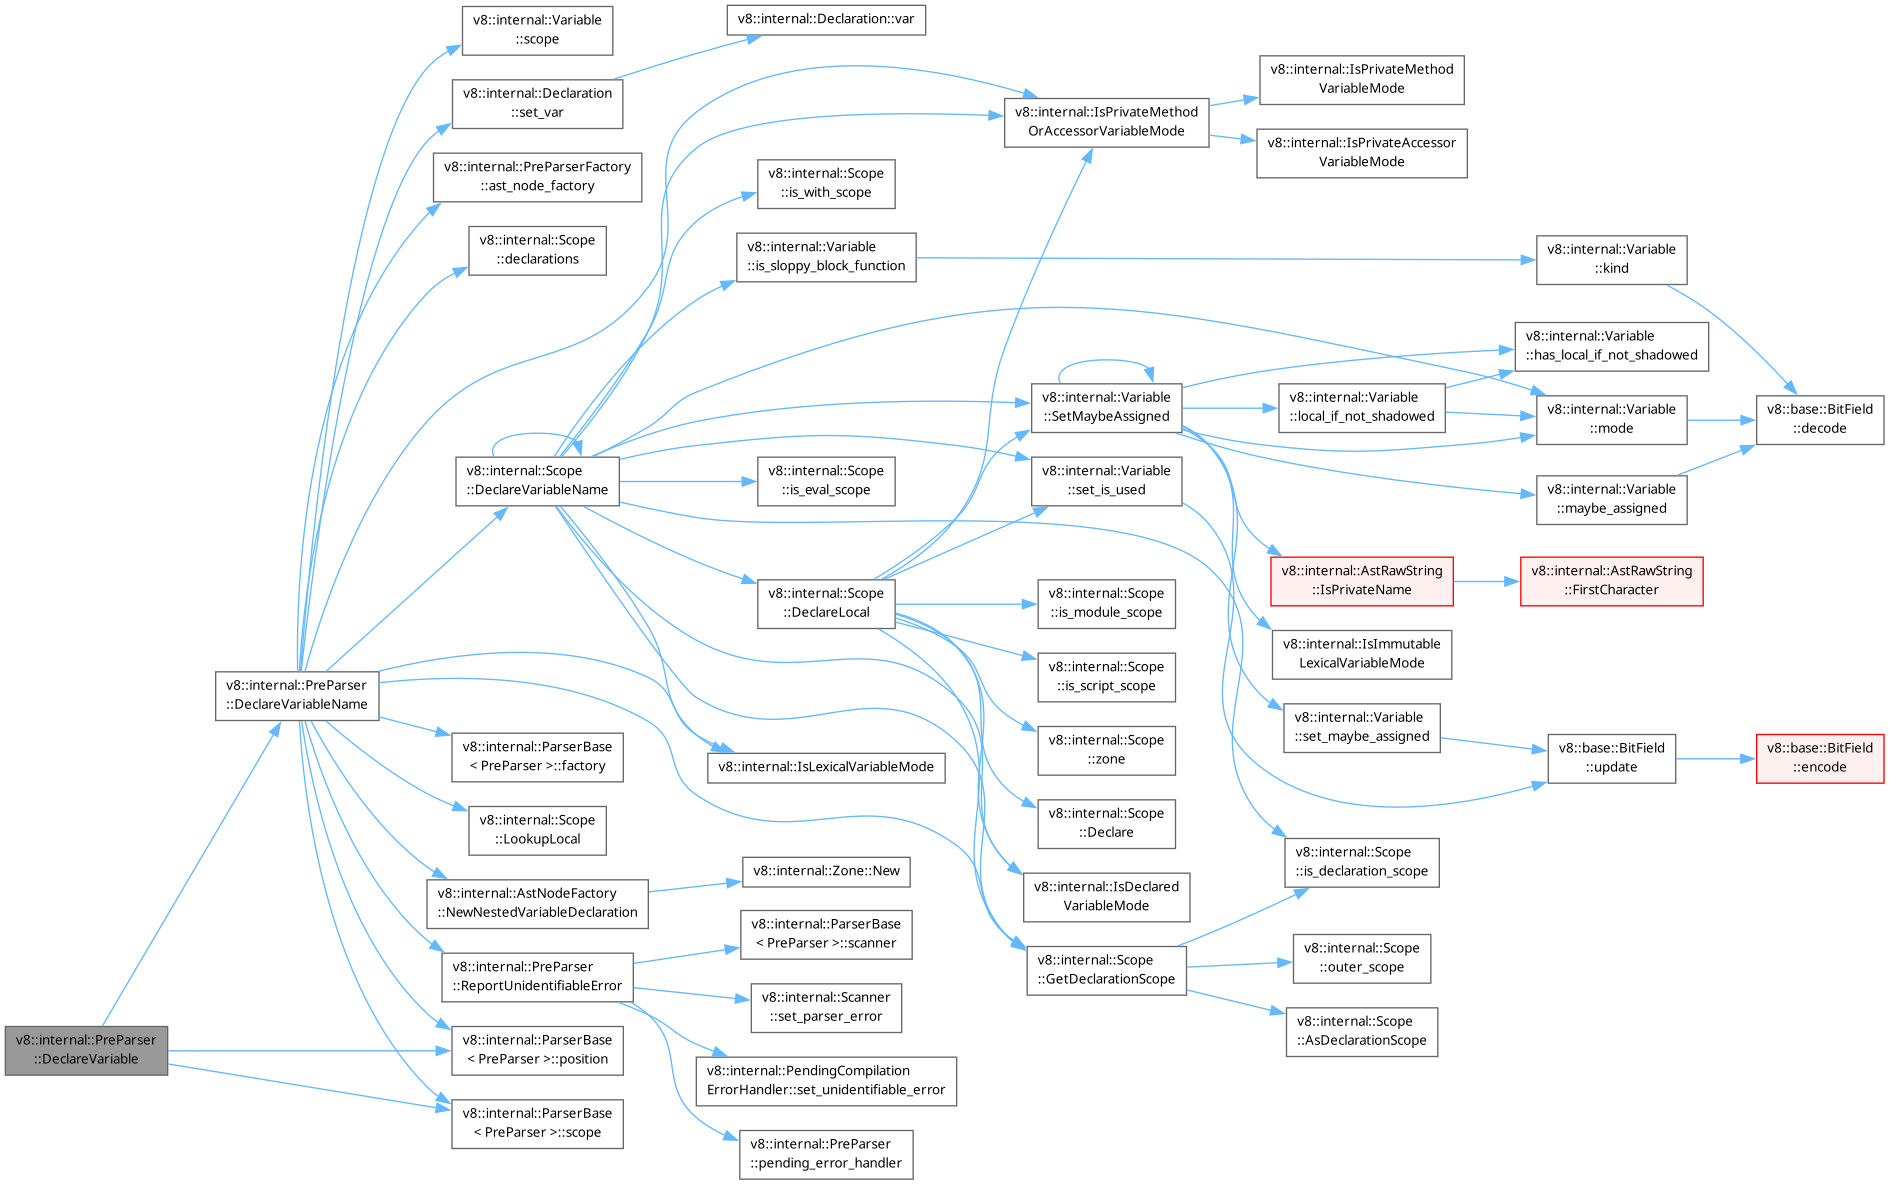 v8::internal::PreParser
::DeclareVariable
v8::internal::PreParser
::DeclareVariableName
v8::internal::Variable
::scope
v8::internal::Declaration
::set_var
v8::internal::PreParserFactory
::ast_node_factory
v8::internal::Scope
::declarations
v8::internal::Scope
::DeclareVariableName
v8::internal::ParserBase
< PreParser >::factory
v8::internal::Scope
::LookupLocal
v8::internal::AstNodeFactory
::NewNestedVariableDeclaration
v8::internal::PreParser
::ReportUnidentifiableError
v8::internal::ParserBase
< PreParser >::position
v8::internal::ParserBase
< PreParser >::scope
v8::internal::Declaration::var
v8::internal::Scope
::is_with_scope
v8::internal::Variable
::is_sloppy_block_function
v8::internal::Scope
::is_eval_scope
v8::internal::Scope
::DeclareLocal
v8::internal::IsLexicalVariableMode
v8::internal::Zone::New
v8::internal::ParserBase
< PreParser >::scanner
v8::internal::Scanner
::set_parser_error
v8::internal::PendingCompilation
ErrorHandler::set_unidentifiable_error
v8::internal::PreParser
::pending_error_handler
v8::internal::IsPrivateMethod
OrAccessorVariableMode
v8::internal::Variable
::SetMaybeAssigned
v8::internal::Variable
::set_is_used
v8::internal::Scope
::is_module_scope
v8::internal::Scope
::is_script_scope
v8::internal::Scope
::zone
v8::internal::Scope
::Declare
v8::internal::IsDeclared
VariableMode
v8::internal::Scope
::GetDeclarationScope
v8::internal::IsPrivateMethod
VariableMode
v8::internal::IsPrivateAccessor
VariableMode
v8::internal::Variable
::local_if_not_shadowed
v8::internal::AstRawString
::IsPrivateName
v8::internal::IsImmutable
LexicalVariableMode
v8::internal::Variable
::set_maybe_assigned
v8::internal::Scope
::is_declaration_scope
v8::internal::Scope
::outer_scope
v8::internal::Scope
::AsDeclarationScope
v8::internal::Variable
::kind
v8::internal::Variable
::has_local_if_not_shadowed
v8::internal::Variable
::mode
v8::internal::Variable
::maybe_assigned
v8::internal::AstRawString
::FirstCharacter
v8::base::BitField
::update
v8::base::BitField
::decode
v8::base::BitField
::encode